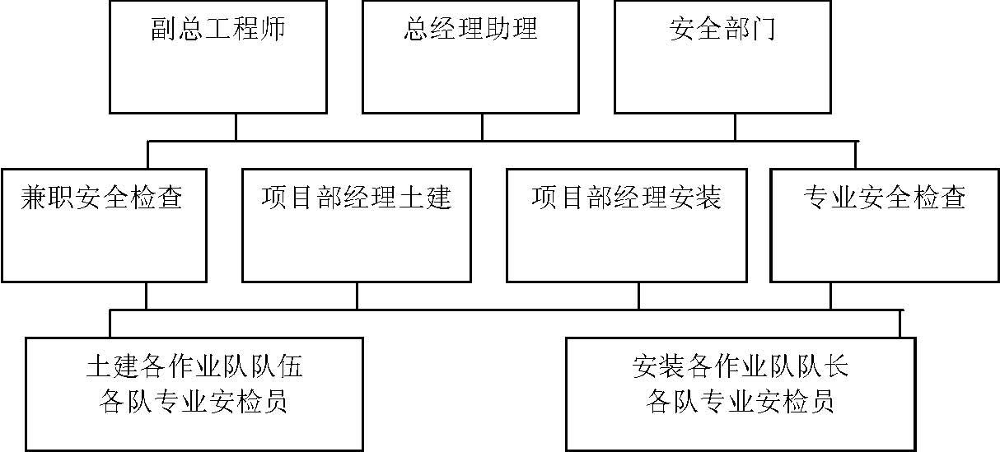 副总工程师
总经理助理
安全部门
兼职安全检查
项目部经理土建
项目部经理安装
专业安全检查
土建各作业队队伍
各队专业安检员
安装各作业队队长
各队专业安检员